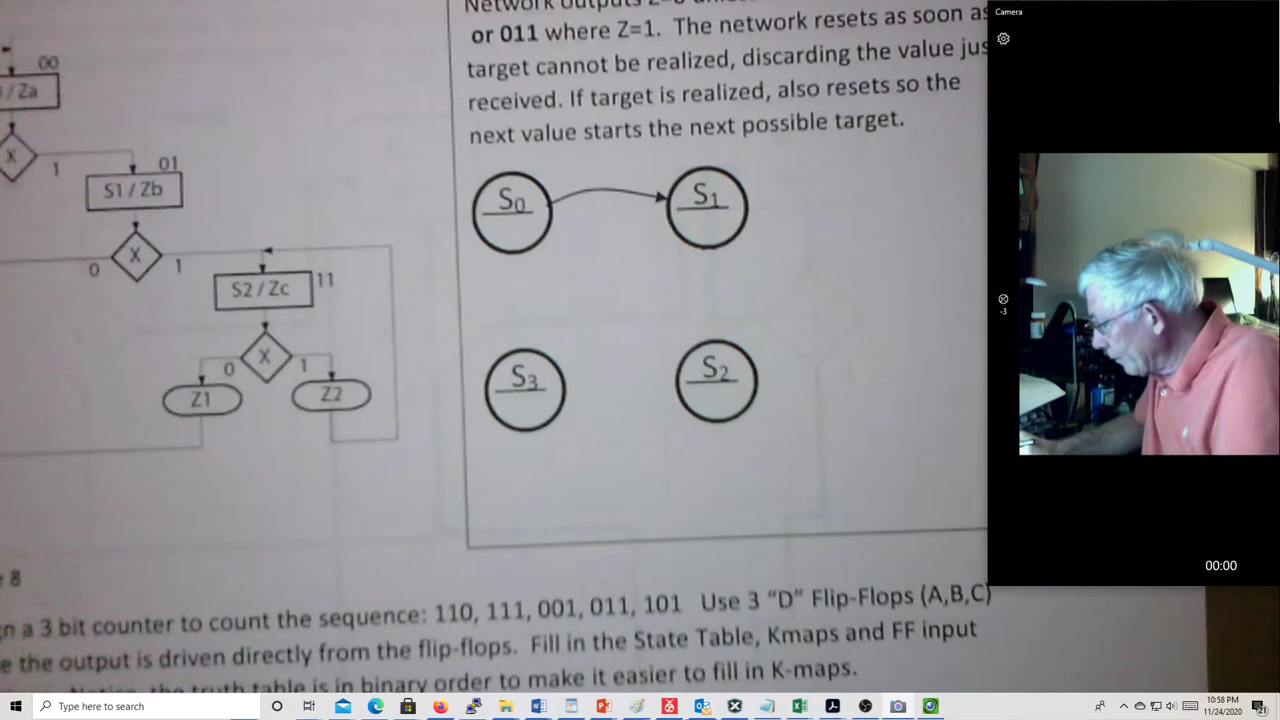 Network outputs
or 011 where Z=1. The network resets as soon as
target cannot be realized, discarding the value jus
received. If target is realized, also resets so the
next value starts the next possible target.
00
/ Za
X
1
01
S1 / Zb
X
0
1
S2 / Zc
11
X
0
1
Z1
Z2
S0
S1
S3
S2
8
n a 3 bit counter to count the sequence: 110, 111, 001, 011, 101 Use 3 “D” Flip-Flops (A,B,C)
e the output is driven directly from the flip-flops. Fill in the State Table, Kmaps and FF input
the truth table is in binary order to make it easier to fill in K-maps.
Camera
-3
00:00
Type here to search
10:58 PM
11/24/2020
21